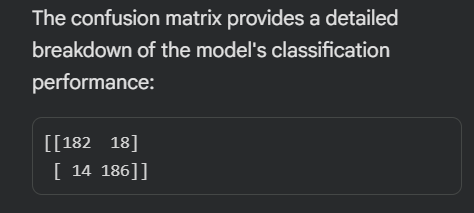 The confusion matrix provides a detailed
breakdown of the model's classification
performance:
[[182  18]
 [ 14 186]]